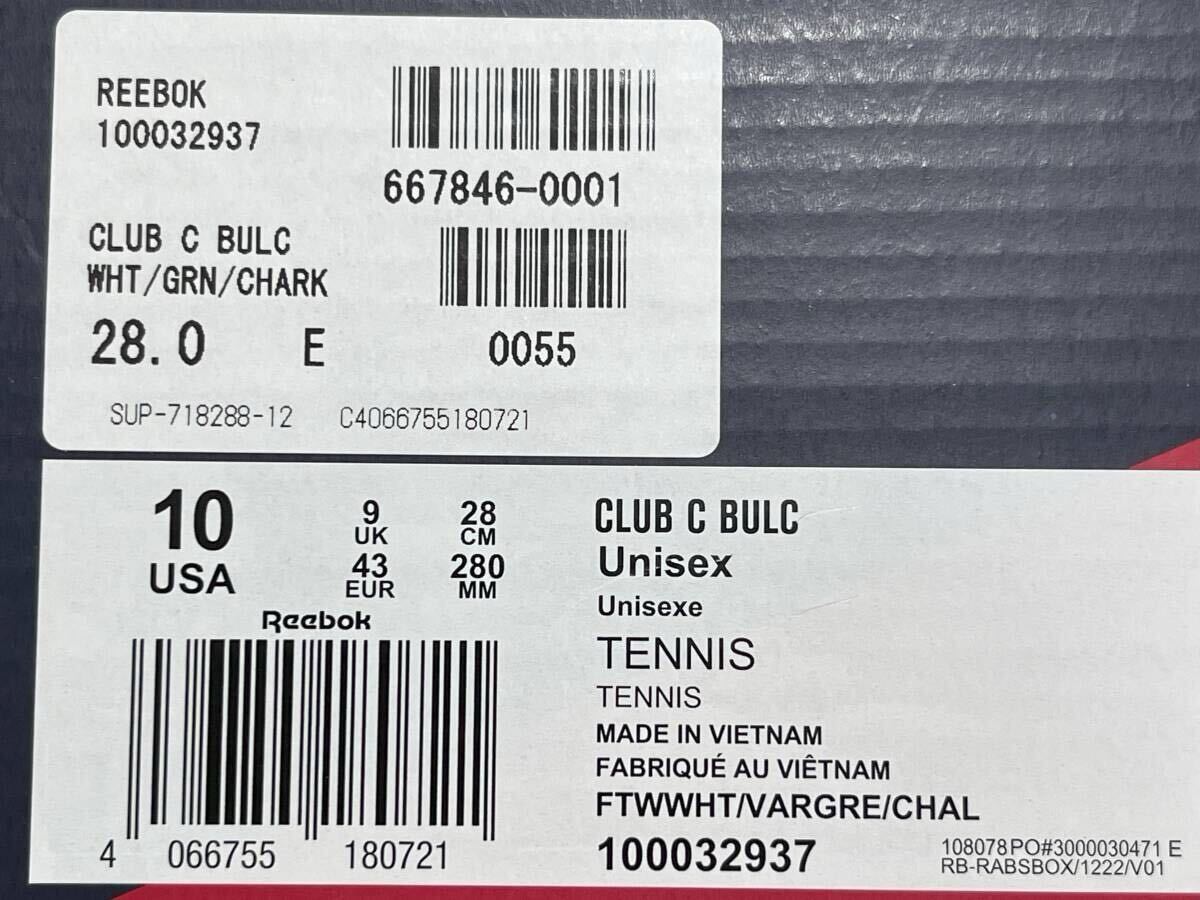 REEBOK
100032937
667846-0001
CLUB C BULC
WHT/GRN/CHARK
28.0 E 0055
SUP-718288-12 C4066755180721
10
USA
9
UK
43
EUR
28
CM
280
MM
Reebok
4 066755 180721
CLUB C BULC
Unisex
Unisexe
TENNIS
TENNIS
MADE IN VIETNAM
FABRIQUÉ AU VIÊTNAM
FTWWHT/VARGRE/CHAL
100032937
108078PO#3000030471 E
RB-RABSBOX/1222/V01